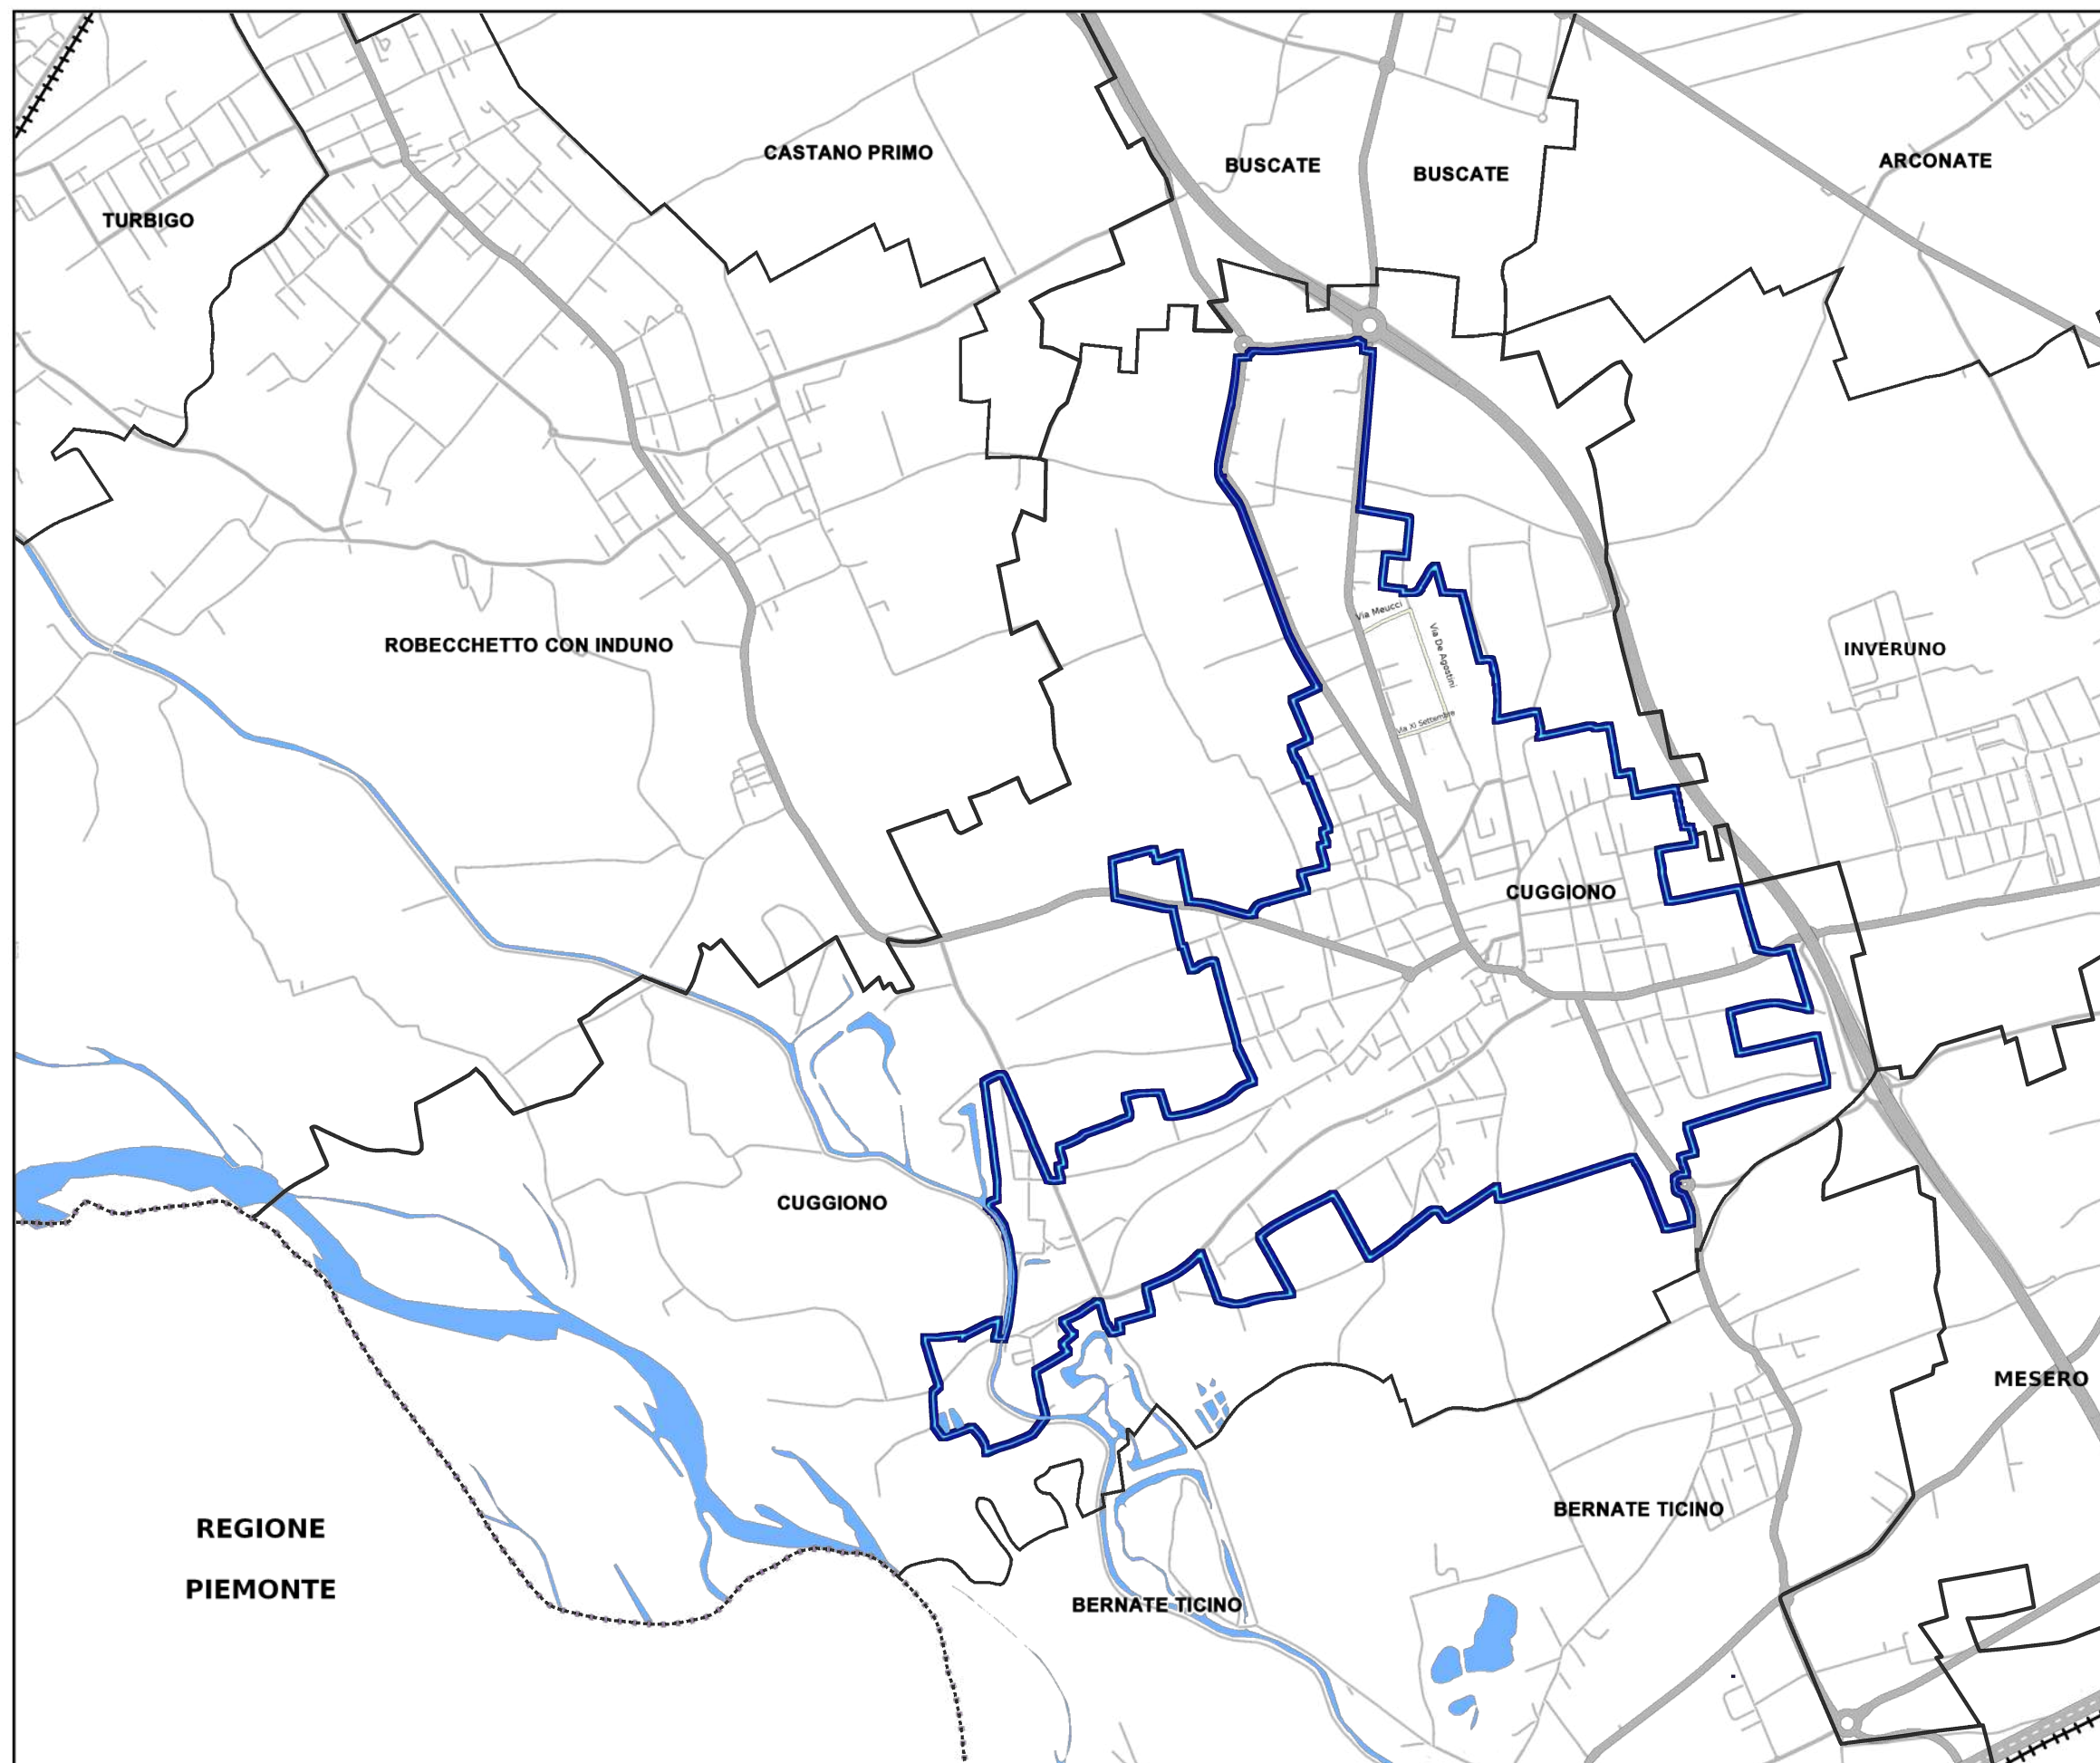 CASTANO PRIMO
BUSCATE
BUSCATE
ARCONATE
TURBIGO
Via Meucci
Via De Agostini
ROBECCHETTO CON INDUNO
INVERUNO
Via XI Settembre
CUGGIONO
CUGGIONO
MESERO
BERNATE TICINO
REGIONE
PIEMONTE
BERNATE TICINO